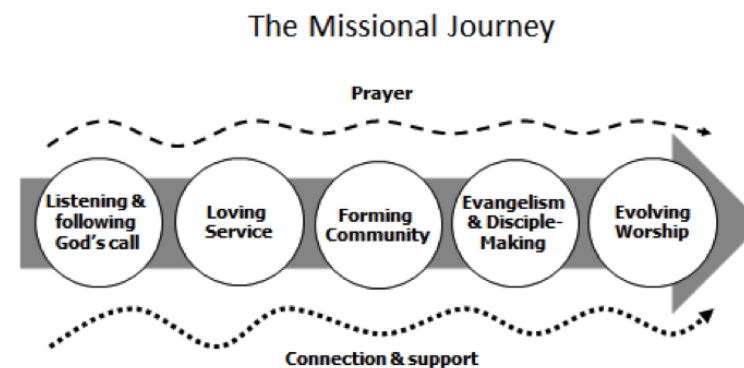 The Missional Journey
Prayer
Listening &
following
God's call
Loving
Service
Forming
Community
Evangelism
& Disciple-
Making
Evolving
Worship
Connection & support